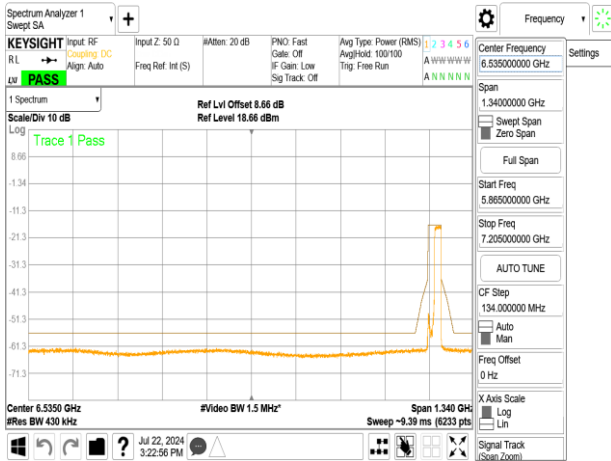 Spectrum Analyzer 1
Swept SA
Frequency
KEYSIGHT
RL
LXI
PASS
Input: RF
Coupling: DC
Align: Auto
Input Z: 50 Ω
Freq Ref: Int (S)
#Atten: 20 dB
PNO: Fast
Gate: Off
IF Gain: Low
Sig Track: Off
Avg Type: Power (RMS)
Avg|Hold: 100/100
Trig: Free Run
1 2 3 4 5 6
A W W W W W
A N N N N N
Settings
1 Spectrum
Scale/Div 10 dB
Ref Lvl Offset 8.66 dB
Ref Level 18.66 dBm
Log
Trace 1 Pass
8.66
-1.34
-11.3
-21.3
-31.3
-41.3
-51.3
-61.3
-71.3
Center 6.5350 GHz
#Res BW 430 kHz
#Video BW 1.5 MHz*
Span 1.340 GHz
Sweep ~9.39 ms (6233 pts)
Center Frequency
6.535000000 GHz
Span
1.34000000 GHz
Swept Span
Zero Span
Full Span
Start Freq
5.865000000 GHz
Stop Freq
7.205000000 GHz
AUTO TUNE
CF Step
134.000000 MHz
Auto
Man
Freq Offset
0 Hz
X Axis Scale
Log
Lin
Signal Track
(Span Zoom)
Jul 22, 2024
3:22:56 PM